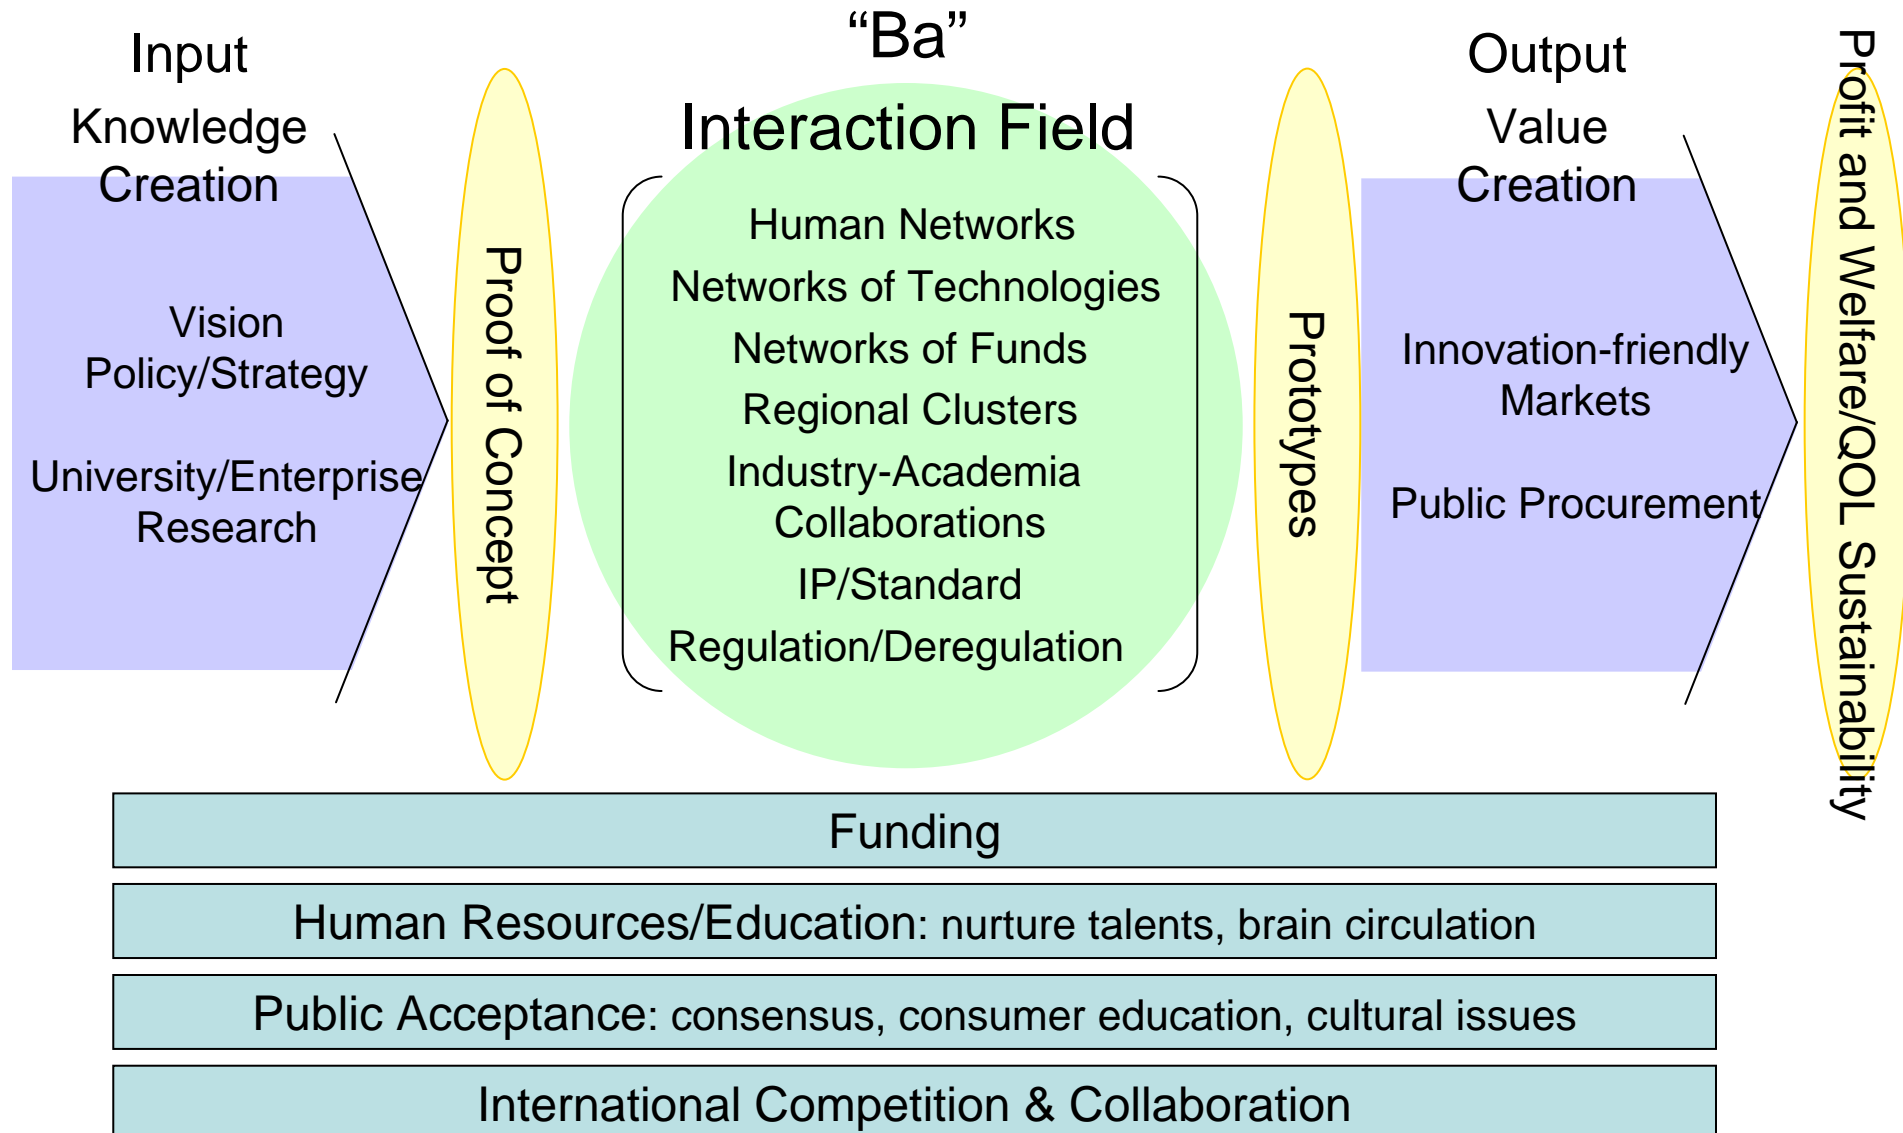 Input
Knowledge
Creation
Vision
Policy/Strategy
University/Enterprise
Research
Proof of Concept
“Ba”
Interaction Field
Human Networks
Networks of Technologies
Networks of Funds
Regional Clusters
Industry-Academia
Collaborations
IP/Standard
Regulation/Deregulation
Prototypes
Output
Value
Creation
Innovation-friendly
Markets
Public Procurement
Profit and Welfare/QOL Sustainability
Funding
Human Resources/Education: nurture talents, brain circulation
Public Acceptance: consensus, consumer education, cultural issues
International Competition & Collaboration